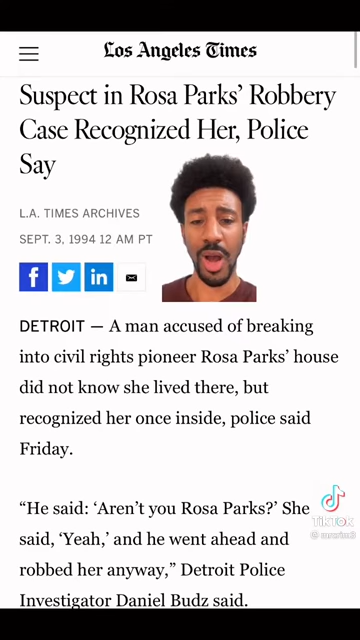 Los Angeles Times
Suspect in Rosa Parks’ Robbery
Case Recognized Her, Police
Say
L.A. TIMES ARCHIVES
SEPT. 3, 1994 12 AM PT
DETROIT — A man accused of breaking
into civil rights pioneer Rosa Parks’ house
did not know she lived there, but
recognized her once inside, police said
Friday.
“He said: ‘Aren’t you Rosa Parks?’ She
said, ‘Yeah,’ and he went ahead and
robbed her anyway,” Detroit Police
Investigator Daniel Budz said.
TikTok